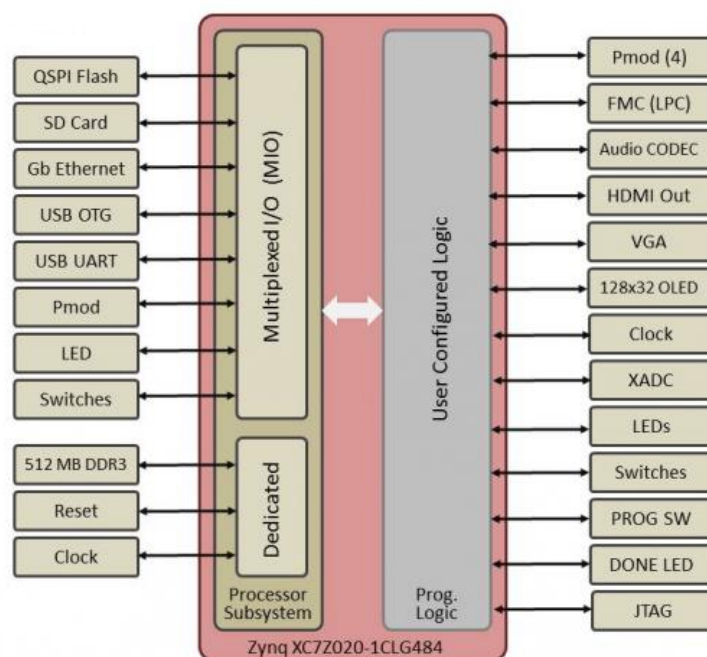 QSPI Flash
SD Card
Gb Ethernet
USB OTG
USB UART
Pmod
LED
Switches
512 MB DDR3
Reset
Clock
Multiplexed I/O (MIO)
Dedicated
Processor
Subsystem
User Configured Logic
Prog.
Logic
Zynq XC7Z020-1CLG484
Pmod (4)
FMC (LPC)
Audio CODEC
HDMI Out
VGA
128x32 OLED
Clock
XADC
LEDs
Switches
PROG SW
DONE LED
JTAG